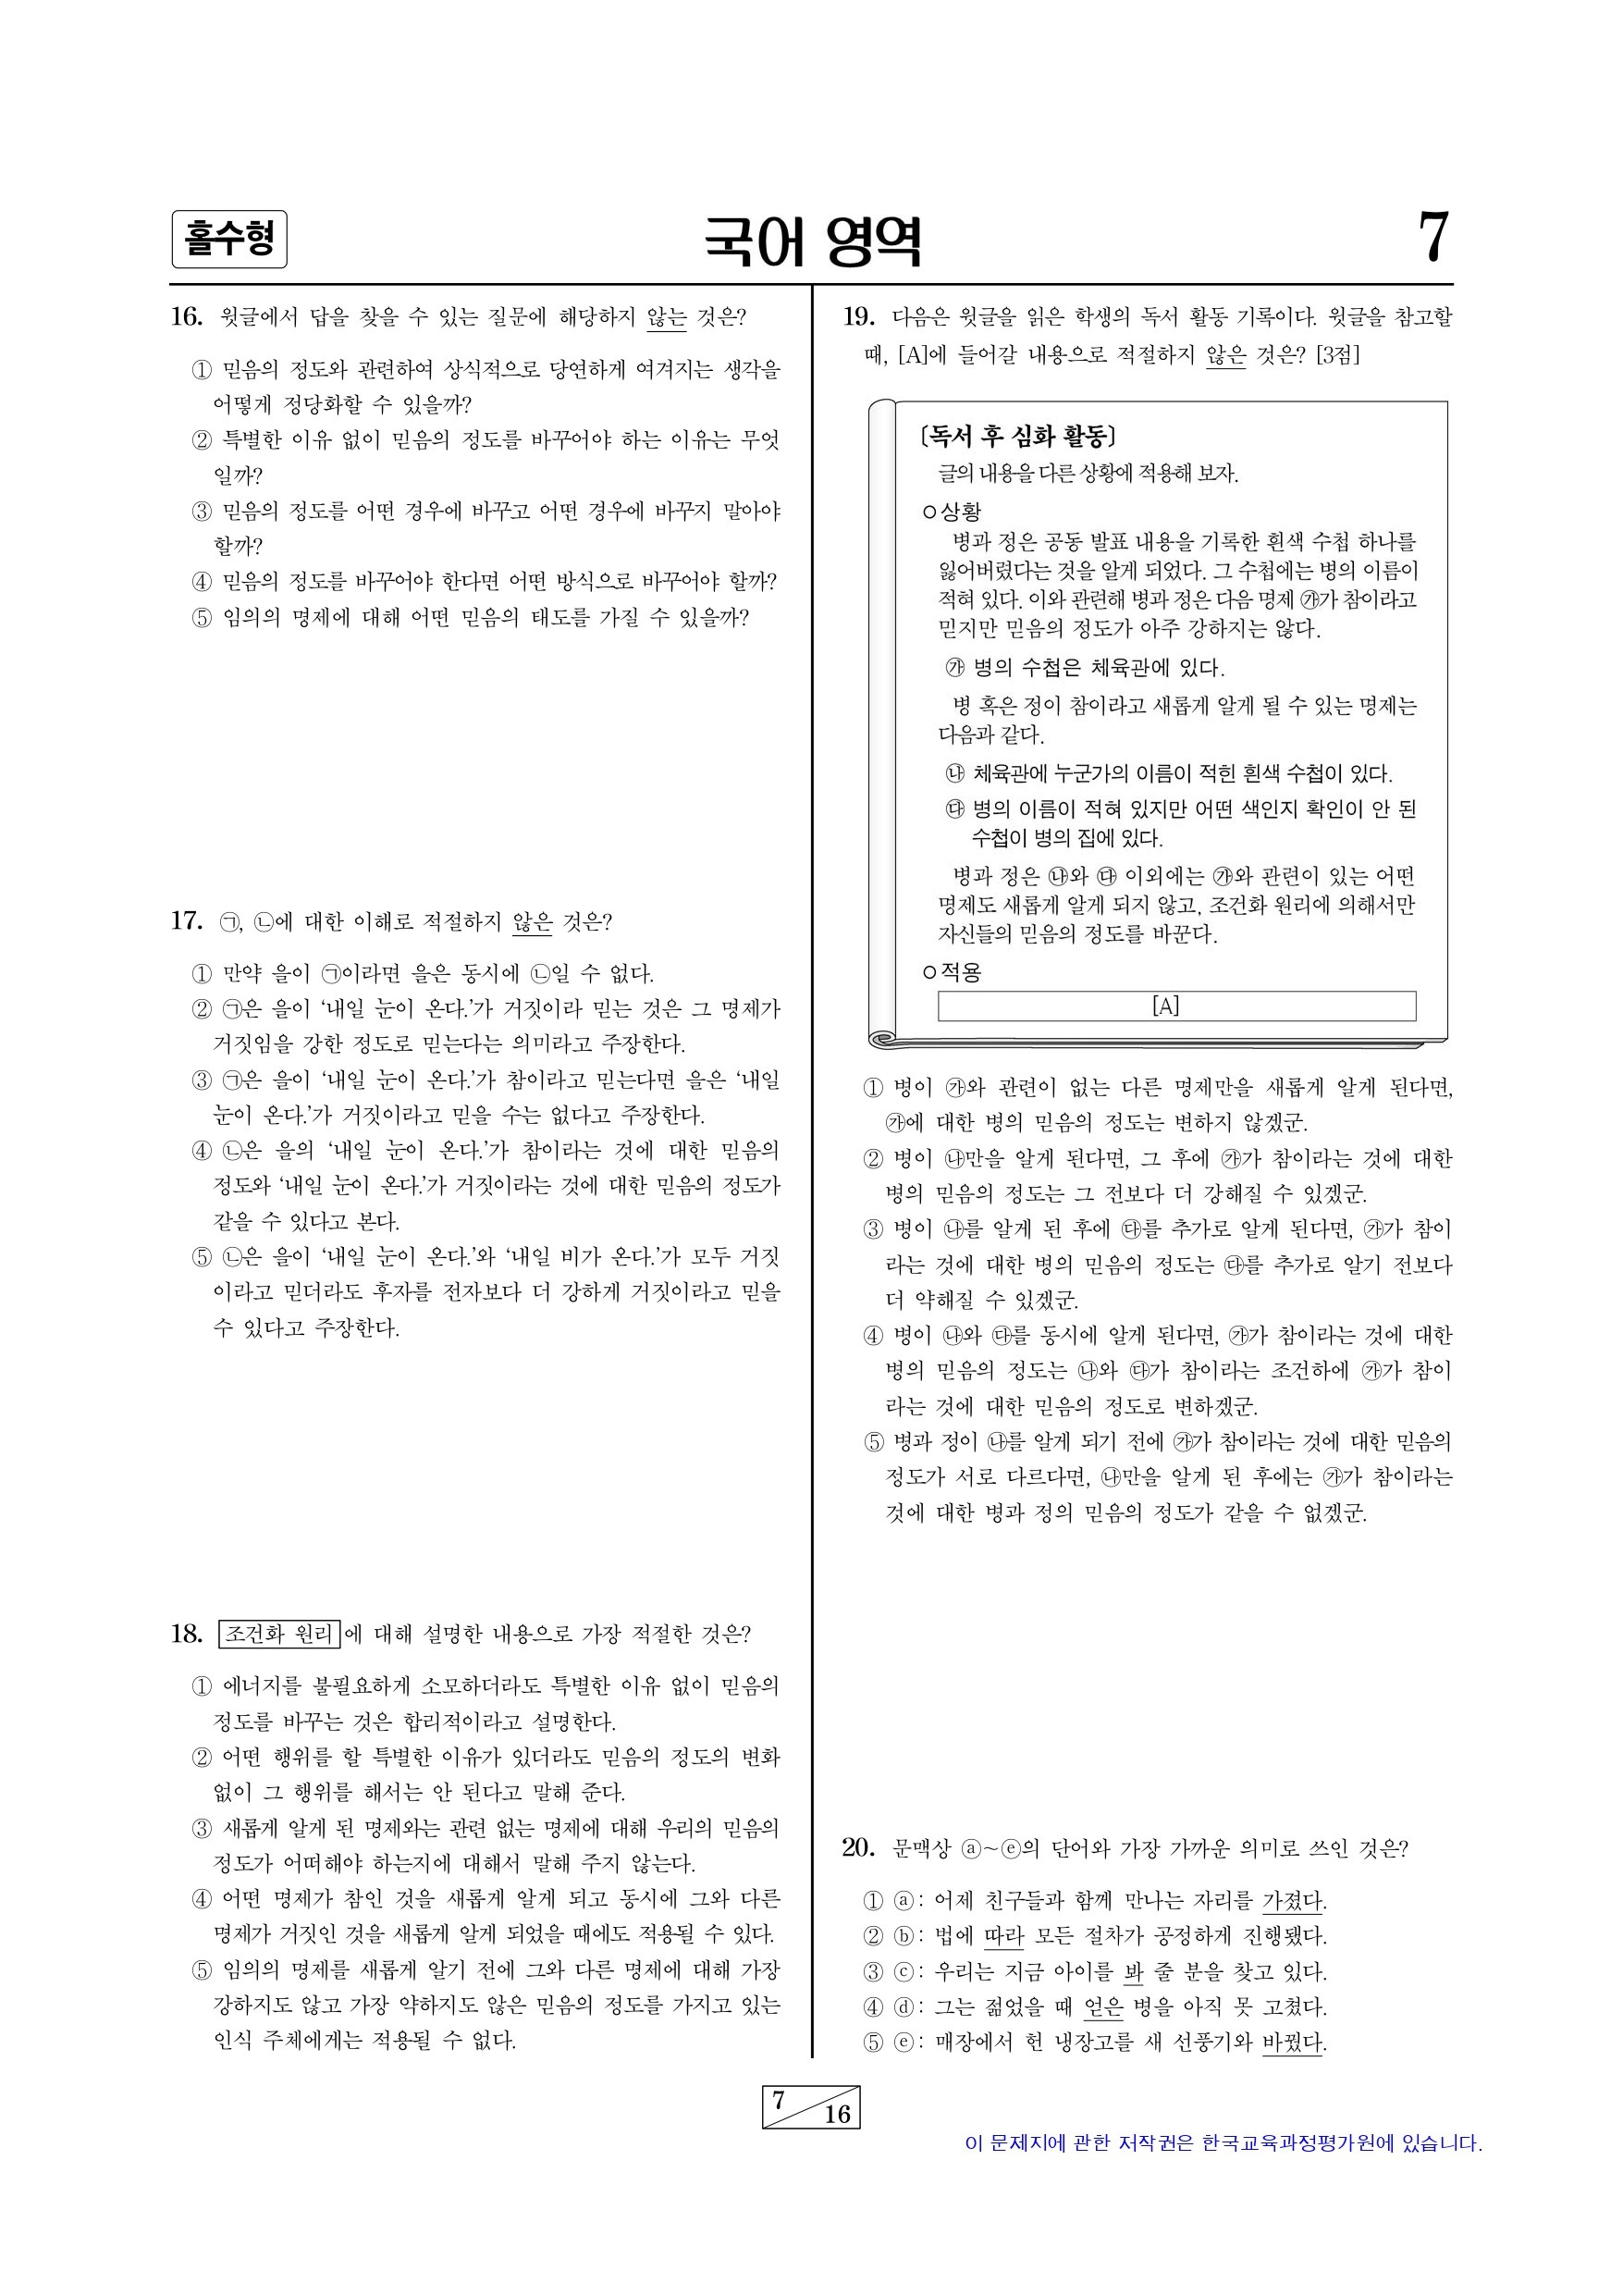 홀수형
국어 영역
7
16. 윗글에서 답을 찾을 수 있는 질문에 해당하지 않는 것은?
① 믿음의 정도와 관련하여 상식적으로 당연하게 여겨지는 생각을
어떻게 정당화할 수 있을까?
② 특별한 이유 없이 믿음의 정도를 바꾸어야 하는 이유는 무엇
일까?
③ 믿음의 정도를 어떤 경우에 바꾸고 어떤 경우에 바꾸지 말아야
할까?
④ 믿음의 정도를 바꾸어야 한다면 어떤 방식으로 바꾸어야 할까?
⑤ 임의의 명제에 대해 어떤 믿음의 태도를 가질 수 있을까?
17. ㉠, ㉡에 대한 이해로 적절하지 않은 것은?
① 만약 을이 ㉠이라면 을은 동시에 ㉡일 수 없다.
② ㉠은 을이 ‘내일 눈이 온다.’가 거짓이라 믿는 것은 그 명제가
거짓임을 강한 정도로 믿는다는 의미라고 주장한다.
③ ㉠은 을이 ‘내일 눈이 온다.’가 참이라고 믿는다면 을은 ‘내일
눈이 온다.’가 거짓이라고 믿을 수는 없다고 주장한다.
④ ㉡은 을의 ‘내일 눈이 온다.’가 참이라는 것에 대한 믿음의
정도와 ‘내일 눈이 온다.’가 거짓이라는 것에 대한 믿음의 정도가
같을 수 있다고 본다.
⑤ ㉡은 을이 ‘내일 눈이 온다.’와 ‘내일 비가 온다.’가 모두 거짓
이라고 믿더라도 후자를 전자보다 더 강하게 거짓이라고 믿을
수 있다고 주장한다.
18. 조건화 원리에 대해 설명한 내용으로 가장 적절한 것은?
① 에너지를 불필요하게 소모하더라도 특별한 이유 없이 믿음의
정도를 바꾸는 것은 합리적이라고 설명한다.
② 어떤 행위를 할 특별한 이유가 있더라도 믿음의 정도의 변화
없이 그 행위를 해서는 안 된다고 말해 준다.
③ 새롭게 알게 된 명제와는 관련 없는 명제에 대해 우리의 믿음의
정도가 어떠해야 하는지에 대해서 말해 주지 않는다.
④ 어떤 명제가 참인 것을 새롭게 알게 되고 동시에 그와 다른
명제가 거짓인 것을 새롭게 알게 되었을 때에도 적용될 수 있다.
⑤ 임의의 명제를 새롭게 알기 전에 그와 다른 명제에 대해 가장
강하지도 않고 가장 약하지도 않은 믿음의 정도를 가지고 있는
인식 주체에게는 적용될 수 없다.
19. 다음은 윗글을 읽은 학생의 독서 활동 기록이다. 윗글을 참고할
때, [A]에 들어갈 내용으로 적절하지 않은 것은? [3점]
〔독서 후 심화 활동〕
글의 내용을 다른 상황에 적용해 보자.
○ 상황
병과 정은 공동 발표 내용을 기록한 흰색 수첩 하나를
잃어버렸다는 것을 알게 되었다. 그 수첩에는 병의 이름이
적혀 있다. 이와 관련해 병과 정은 다음 명제 ㉮가 참이라고
믿지만 믿음의 정도가 아주 강하지는 않다.
㉮ 병의 수첩은 체육관에 있다.
병 혹은 정이 참이라고 새롭게 알게 될 수 있는 명제는
다음과 같다.
㉯ 체육관에 누군가의 이름이 적힌 흰색 수첩이 있다.
㉰ 병의 이름이 적혀 있지만 어떤 색인지 확인이 안 된
수첩이 병의 집에 있다.
병과 정은 ㉯와 ㉰ 이외에는 ㉮와 관련이 있는 어떤
명제도 새롭게 알게 되지 않고, 조건화 원리에 의해서만
자신들의 믿음의 정도를 바꾼다.
○ 적용
[A]
① 병이 ㉮와 관련이 없는 다른 명제만을 새롭게 알게 된다면,
㉮에 대한 병의 믿음의 정도는 변하지 않겠군.
② 병이 ㉯만을 알게 된다면, 그 후에 ㉮가 참이라는 것에 대한
병의 믿음의 정도는 그 전보다 더 강해질 수 있겠군.
③ 병이 ㉯를 알게 된 후에 ㉰를 추가로 알게 된다면, ㉮가 참이
라는 것에 대한 병의 믿음의 정도는 ㉰를 추가로 알기 전보다
더 약해질 수 있겠군.
④ 병이 ㉯와 ㉰를 동시에 알게 된다면, ㉮가 참이라는 것에 대한
병의 믿음의 정도는 ㉯와 ㉰가 참이라는 조건하에 ㉮가 참이
라는 것에 대한 믿음의 정도로 변하겠군.
⑤ 병과 정이 ㉯를 알게 되기 전에 ㉮가 참이라는 것에 대한 믿음의
정도가 서로 다르다면, ㉯만을 알게 된 후에는 ㉮가 참이라는
것에 대한 병과 정의 믿음의 정도가 같을 수 없겠군.
20. 문맥상 ⓐ~ⓔ의 단어와 가장 가까운 의미로 쓰인 것은?
① ⓐ: 어제 친구들과 함께 만나는 자리를 가졌다.
② ⓑ: 법에 따라 모든 절차가 공정하게 진행됐다.
③ ⓒ: 우리는 지금 아이를 봐 줄 분을 찾고 있다.
④ ⓓ: 그는 젊었을 때 얻은 병을 아직 못 고쳤다.
⑤ ⓔ: 매장에서 헌 냉장고를 새 선풍기와 바꿨다.
7
16
이 문제지에 관한 저작권은 한국교육과정평가원에 있습니다.